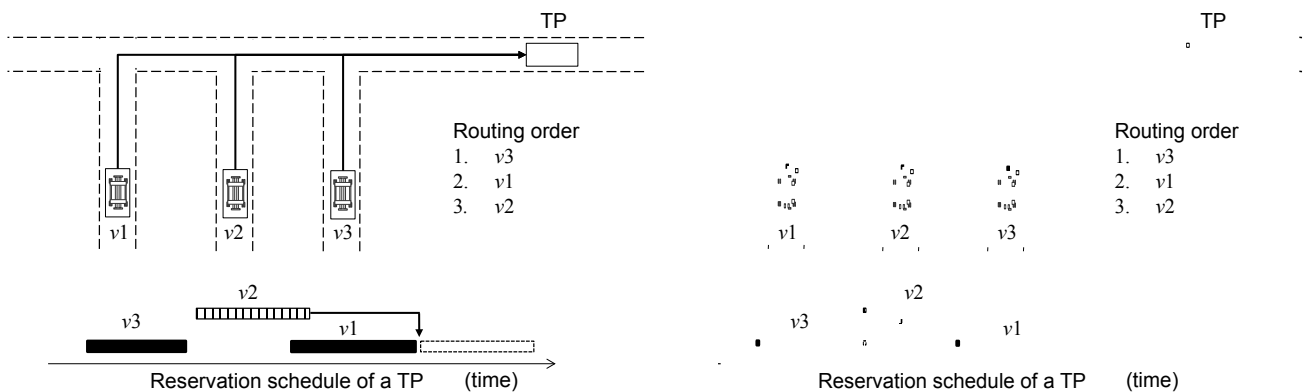 TP
Routing order
1. v3
2. v1
3. v2
v1 v2 v3
v2
v3 v1
Reservation schedule of a TP (time)
TP
Routing order
1. v3
2. v1
3. v2
v1 v2 v3
v2
v3 v1
Reservation schedule of a TP (time)